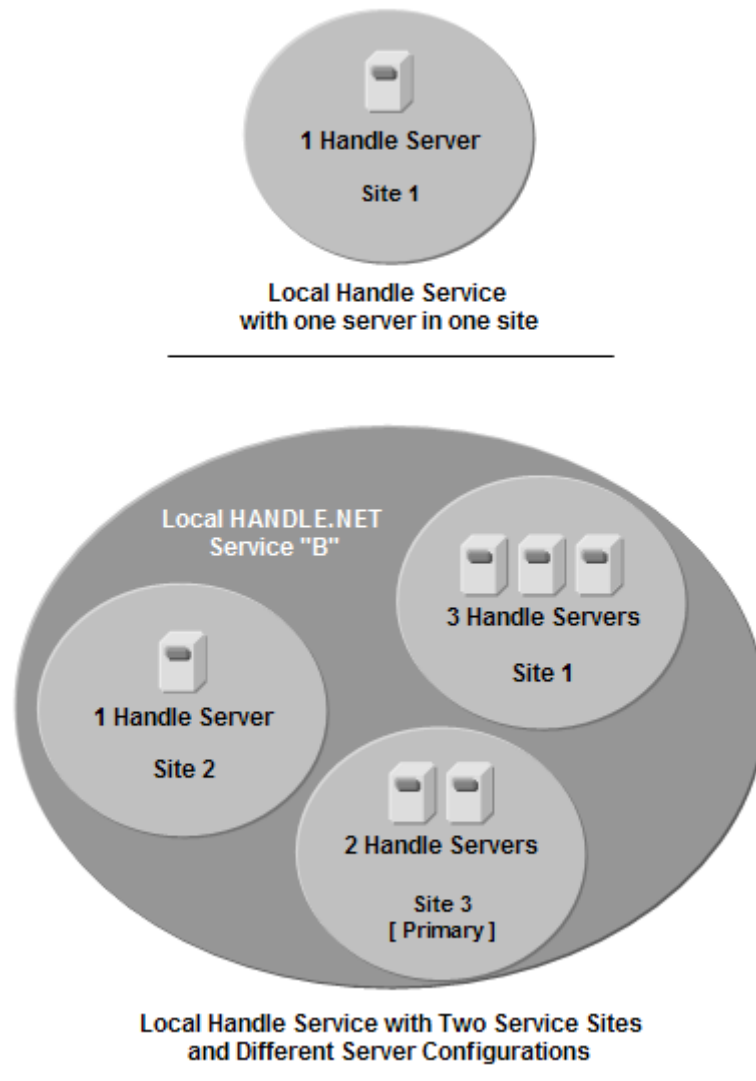 1 Handle Server
Site 1
Local Handle Service
with one server in one site
Local HANDLE.NET
Service "B"
3 Handle Servers
Site 1
1 Handle Server
Site 2
2 Handle Servers
Site 3
[ Primary ]
Local Handle Service with Two Service Sites
and Different Server Configurations